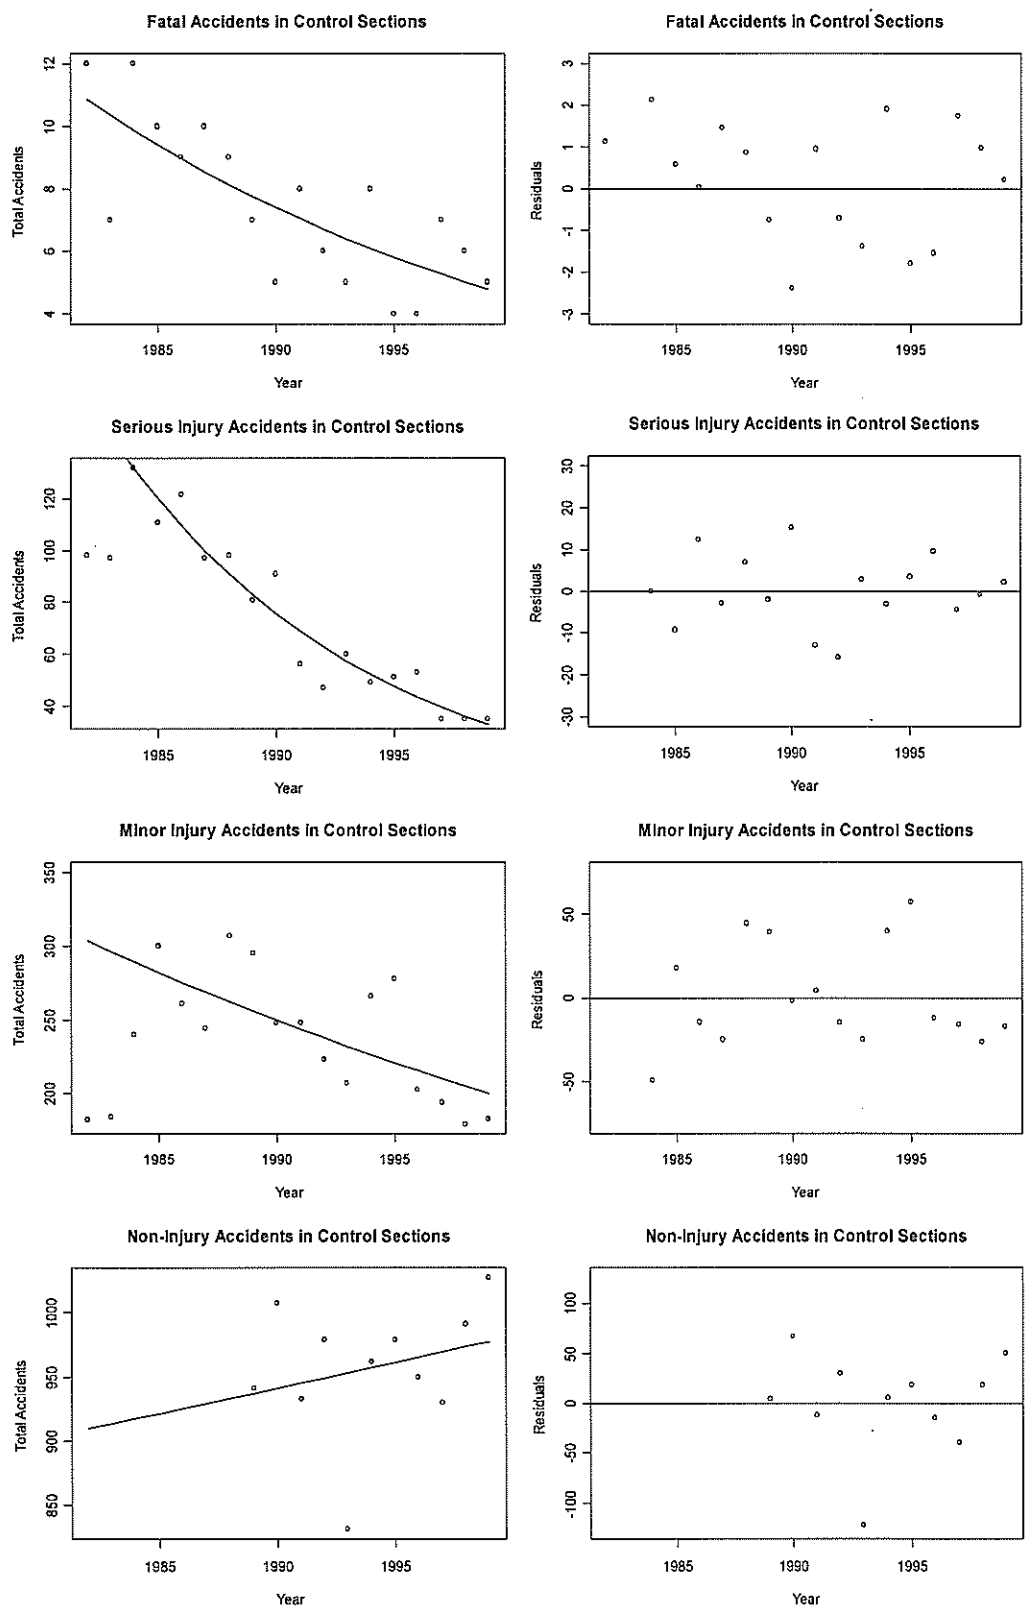 Fatal Accidents in Control Sections
Total Accidents
12
10
8
6
4
1985 1990 1995
Year
Fatal Accidents in Control Sections
Residuals
3
2
1
0
-1
-2
-3
1985 1990 1995
Year
Serious Injury Accidents in Control Sections
Total Accidents
120
100
80
60
40
1985 1990 1995
Year
Serious Injury Accidents in Control Sections
Residuals
30
20
10
0
-10
-20
-30
1985 1990 1995
Year
Minor Injury Accidents in Control Sections
Total Accidents
350
300
250
200
1985 1990 1995
Year
Minor Injury Accidents in Control Sections
Residuals
50
0
-50
1985 1990 1995
Year
Non-Injury Accidents in Control Sections
Total Accidents
1000
950
900
850
1985 1990 1995
Year
Non-Injury Accidents in Control Sections
Residuals
100
50
0
-50
-100
1985 1990 1995
Year